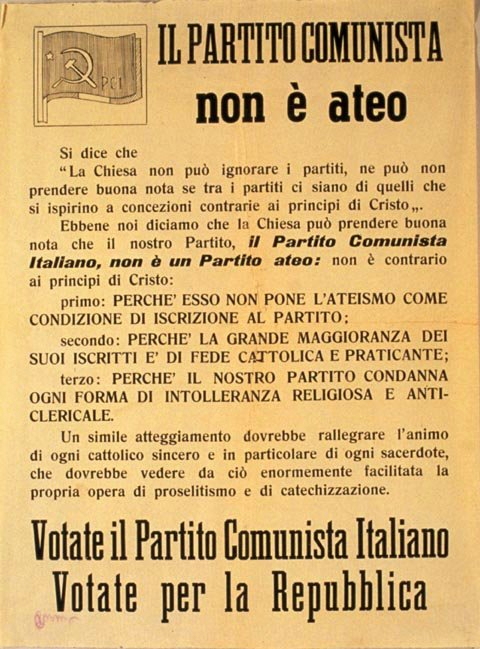 PCI
IL PARTITO COMUNISTA
non è ateo
Si dice che
“La Chiesa non può ignorare i partiti, ne può non
prendere buona nota se tra i partiti ci siano di quelli che
si ispirino a concezioni contrarie ai principi di Cristo„.
Ebbene noi diciamo che la Chiesa può prendere buona
nota che il nostro Partito, il Partito Comunista
Italiano, non è un Partito ateo: non è contrario
ai principi di Cristo:
primo: PERCHE' ESSO NON PONE L'ATEISMO COME
CONDIZIONE DI ISCRIZIONE AL PARTITO;
secondo: PERCHE' LA GRANDE MAGGIORANZA DEI
SUOI ISCRITTI E' DI FEDE CATTOLICA E PRATICANTE;
terzo: PERCHE' IL NOSTRO PARTITO CONDANNA
OGNI FORMA DI INTOLLERANZA RELIGIOSA E ANTI-
CLERICALE.
Un simile atteggiamento dovrebbe rallegrare l'animo
di ogni cattolico sincero e in particolare di ogni sacerdote,
che dovrebbe vedere da ciò enormemente facilitata la
propria opera di proselitismo e di catechizzazione.
Votate il Partito Comunista Italiano
Votate per la Repubblica